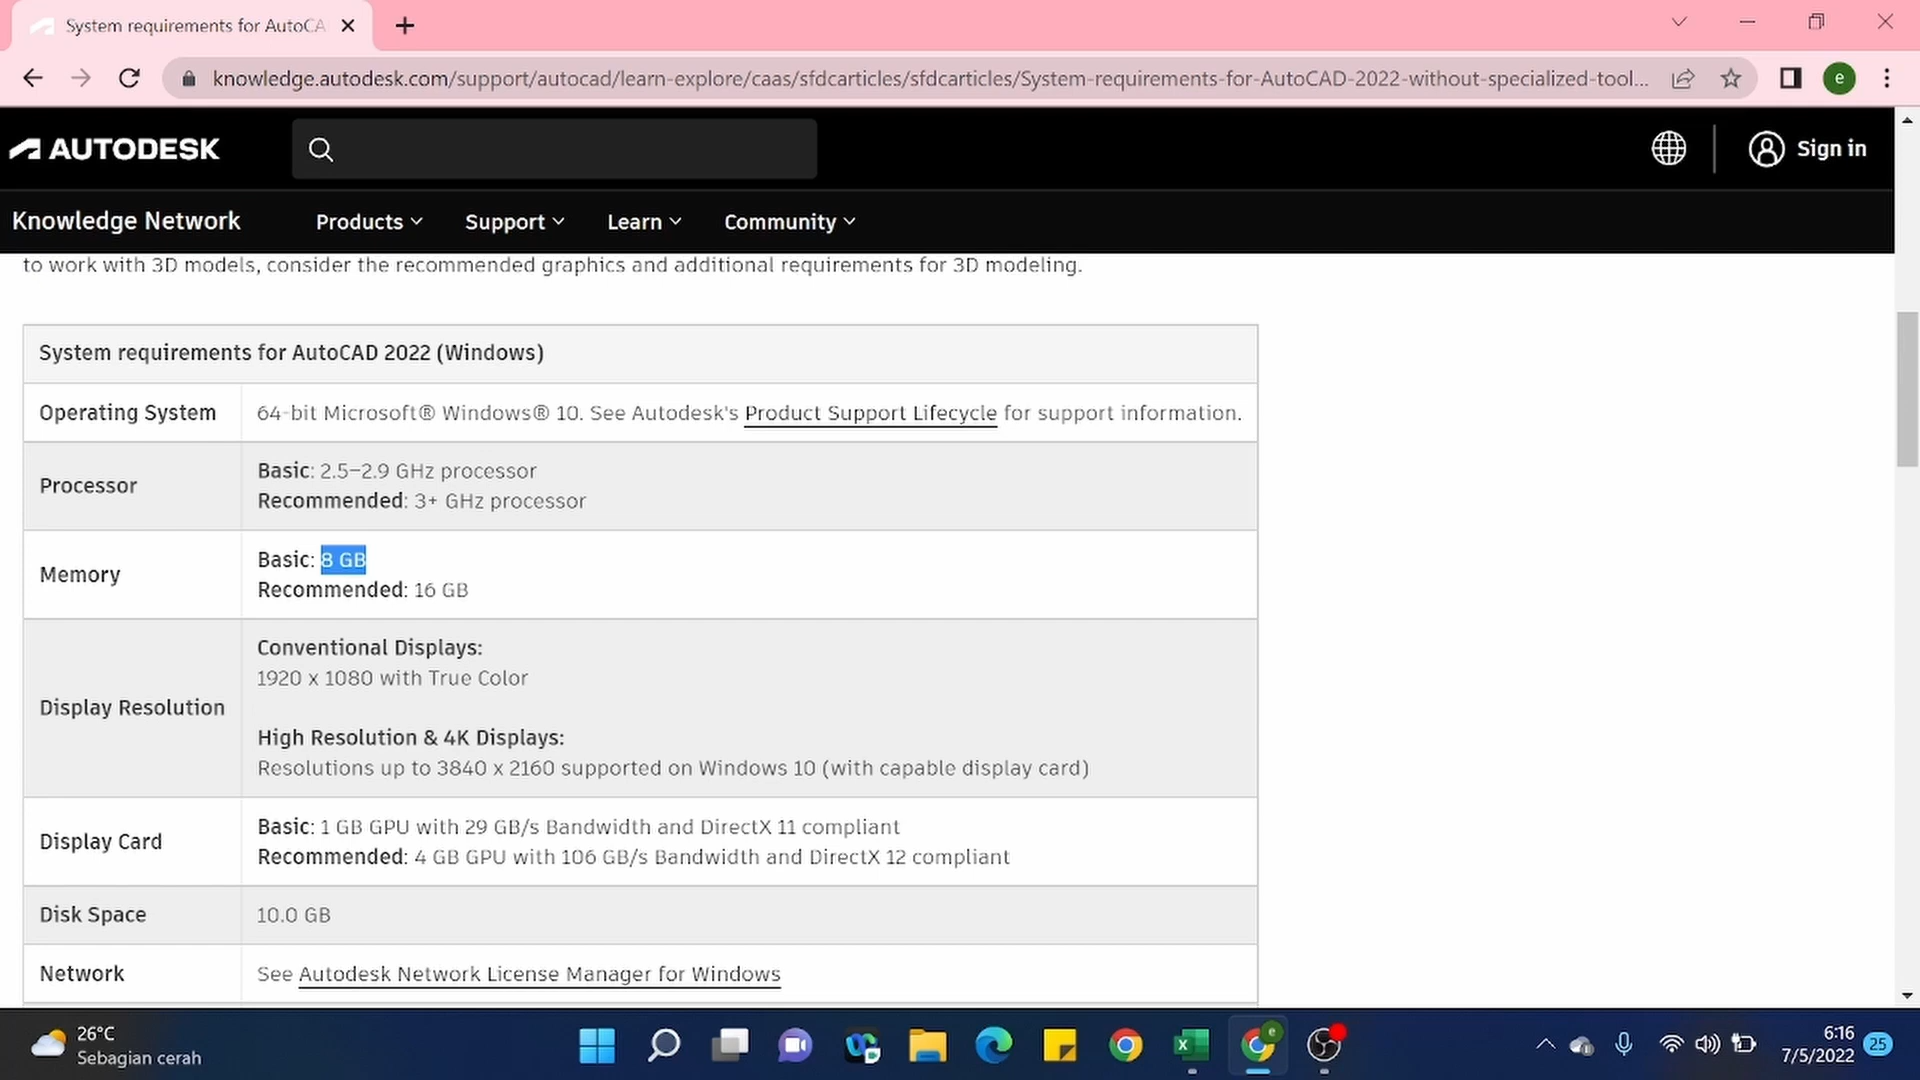 System requirements for AutoCA
knowledge.autodesk.com/support/autocad/learn-explore/caas/sfdcarticles/sfdcarticles/System-requirements-for-AutoCAD-2022-without-specialized-tool...
e
AUTODESK
Sign in
Knowledge Network
Products
Support
Learn
Community
to work with 3D models, consider the recommended graphics and additional requirements for 3D modeling.
System requirements for AutoCAD 2022 (Windows)
Operating System
64-bit Microsoft® Windows® 10. See Autodesk's Product Support Lifecycle for support information.
Processor
Basic: 2.5–2.9 GHz processor
Recommended: 3+ GHz processor
Memory
Basic: 8 GB
Recommended: 16 GB
Display Resolution
Conventional Displays:
1920 x 1080 with True Color
High Resolution & 4K Displays:
Resolutions up to 3840 x 2160 supported on Windows 10 (with capable display card)
Display Card
Basic: 1 GB GPU with 29 GB/s Bandwidth and DirectX 11 compliant
Recommended: 4 GB GPU with 106 GB/s Bandwidth and DirectX 12 compliant
Disk Space
10.0 GB
Network
See Autodesk Network License Manager for Windows
26°C
Sebagian cerah
e
6:16
7/5/2022
25